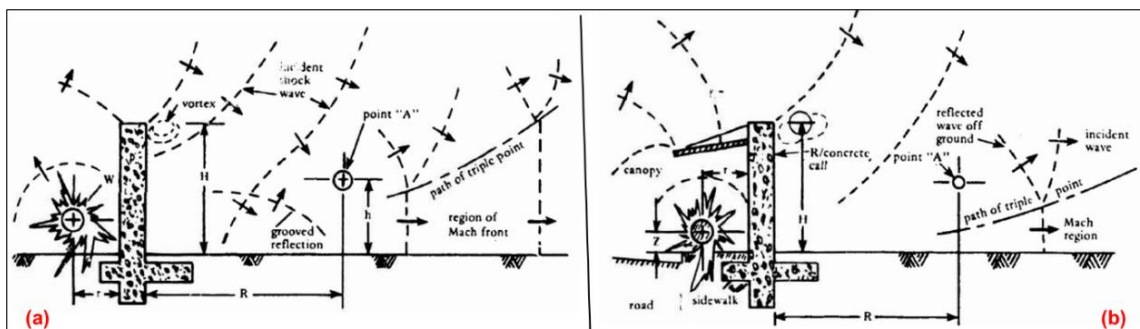 incident
shock
wave
vortex
point "A"
W
H
path of triple point
h
grooved
reflection
region of
Mach front
r
R
(a)
reflected
wave off
ground
incident
wave
R/concrete
call
point "A"
canopy
r
H
path of triple point
Z
Mach
region
road
sidewalk
R
(b)